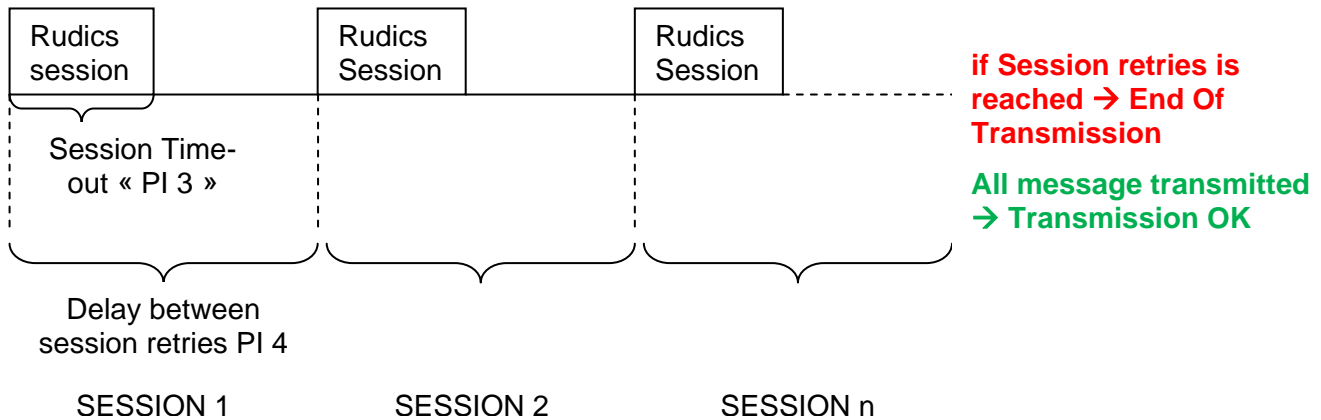 Rudics
session
Rudics
Session
Rudics
Session
if Session retries is
reached → End Of
Transmission
All message transmitted
→ Transmission OK
Session Time-
out « PI 3 »
Delay between
session retries PI 4
SESSION 1
SESSION 2
SESSION n